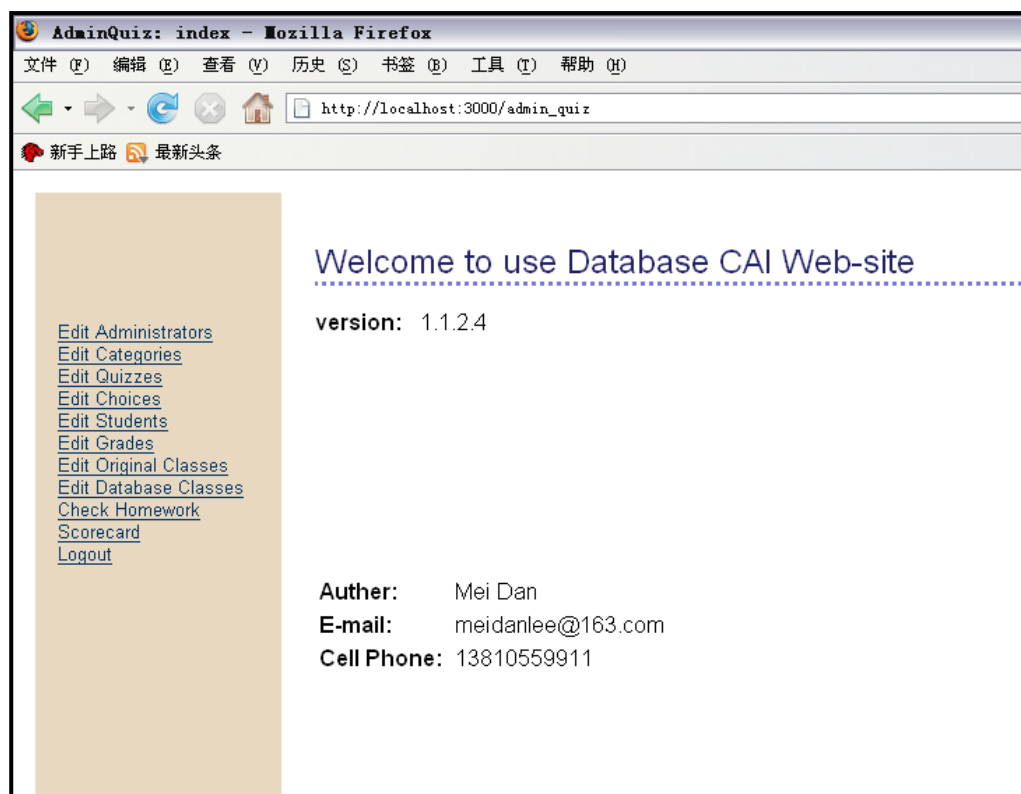 AdminQuiz: index - Mozilla Firefox
文件 (F) 编辑 (E) 查看 (V) 历史 (S) 书签 (B) 工具 (T) 帮助 (H)
http://localhost:3000/admin_quiz
新手上路 最新头条
Welcome to use Database CAI Web-site
version: 1.1.2.4
Edit Administrators
Edit Categories
Edit Quizzes
Edit Choices
Edit Students
Edit Grades
Edit Original Classes
Edit Database Classes
Check Homework
Scorecard
Logout
Auther: Mei Dan
E-mail: meidanlee@163.com
Cell Phone: 13810559911